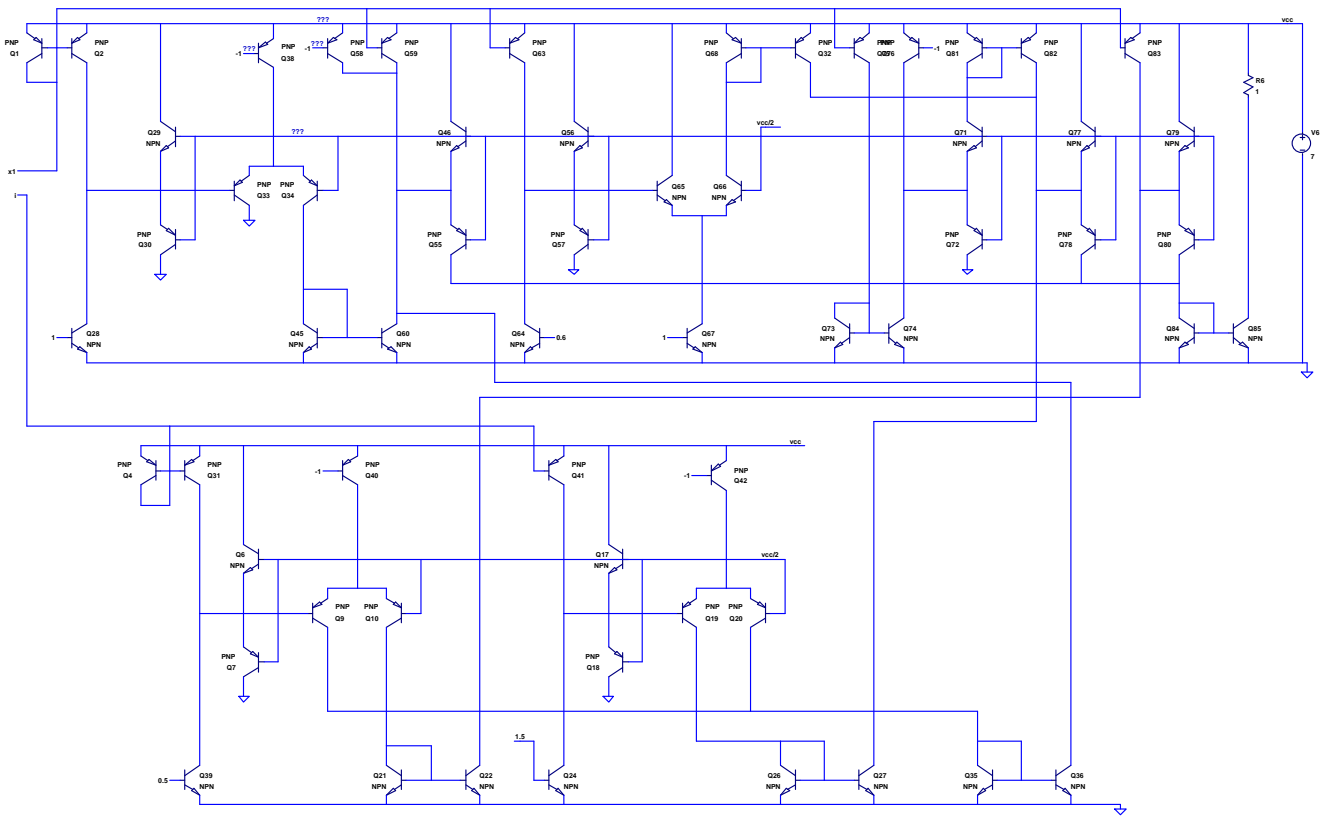 ??? vcc
PNP Q1
PNP Q2
-1 ??? PNP Q38
-1 ??? PNP Q58
PNP Q59
PNP Q63
PNP Q68
PNP Q32
PNP
PNP Q76 -1
PNP Q81
PNP Q82
PNP Q83
R6 1
V6 7
Q29 NPN
???
Q46 NPN
Q56 NPN
vcc/2
Q71 NPN
Q77 NPN
Q79 NPN
x1
i
PNP Q33
PNP Q34
Q65 NPN
Q66 NPN
PNP Q30
PNP Q55
PNP Q57
PNP Q72
PNP Q78
PNP Q80
1 Q28 NPN
Q45 NPN
Q60 NPN
Q64 NPN 0.6
1 Q67 NPN
Q73 NPN
Q74 NPN
Q84 NPN
Q85 NPN
vcc
PNP Q4
PNP Q31
-1 PNP Q40
PNP Q41
-1 PNP Q42
Q6 NPN
Q17 NPN
vcc/2
PNP Q9
PNP Q10
PNP Q19
PNP Q20
PNP Q7
PNP Q18
0.5 Q39 NPN
Q21 NPN
Q22 NPN
1.5 Q24 NPN
Q26 NPN
Q27 NPN
Q35 NPN
Q36 NPN